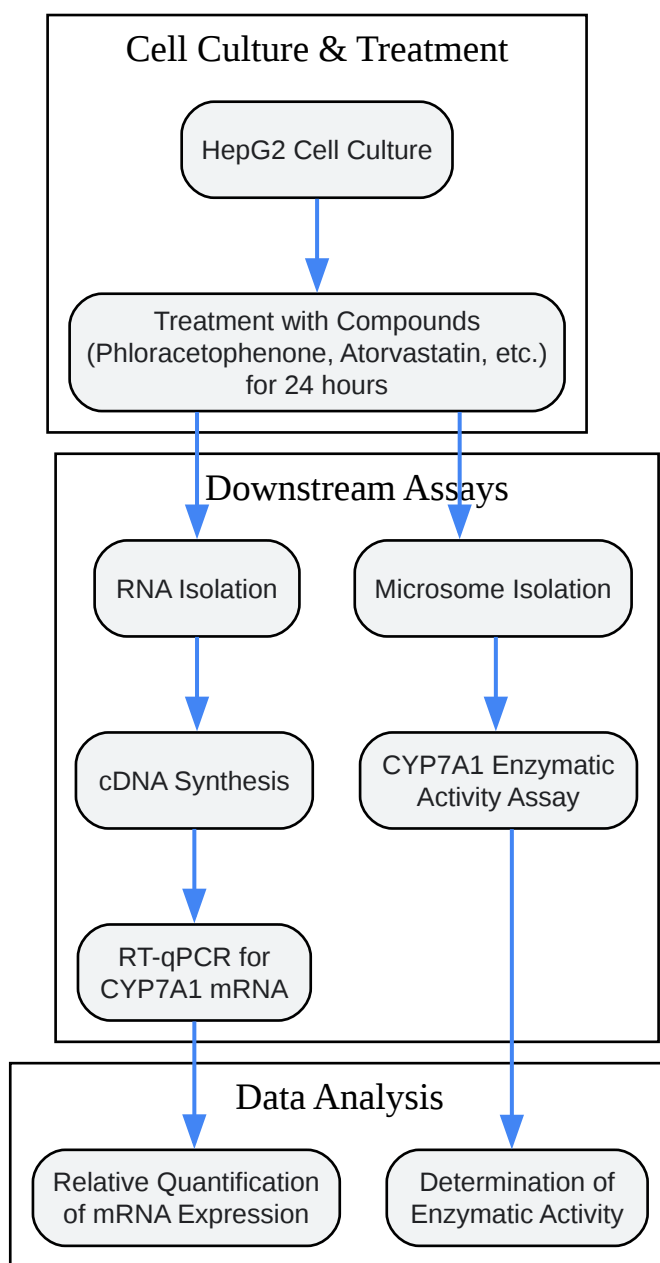 Cell Culture & Treatment
HepG2 Cell Culture
Treatment with Compounds
(Phloracetophenone, Atorvastatin, etc.)
for 24 hours
Downstream Assays
RNA Isolation
Microsome Isolation
cDNA Synthesis
CYP7A1 Enzymatic
Activity Assay
RT-qPCR for
CYP7A1 mRNA
Data Analysis
Relative Quantification
of mRNA Expression
Determination of
Enzymatic Activity